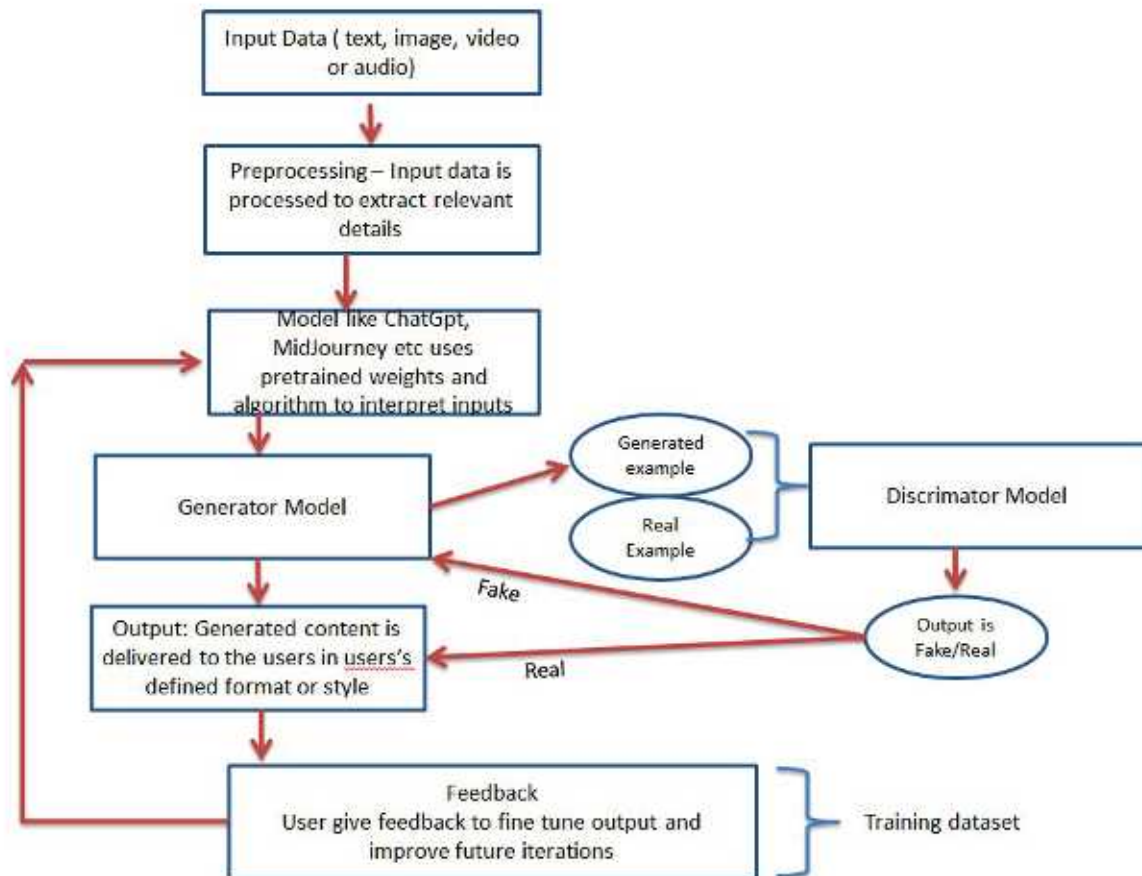 Input Data ( text, image, video
or audio)
Preprocessing – Input data is
processed to extract relevant
details
Model like ChatGpt,
MidJourney etc uses
pretrained weights and
algorithm to interpret inputs
Generator Model
Generated
example
Real
Example
Discrimator Model
Fake
Real
Output is
Fake/Real
Output: Generated content is
delivered to the users in users's
defined format or style
Feedback
User give feedback to fine tune output and
improve future iterations
Training dataset